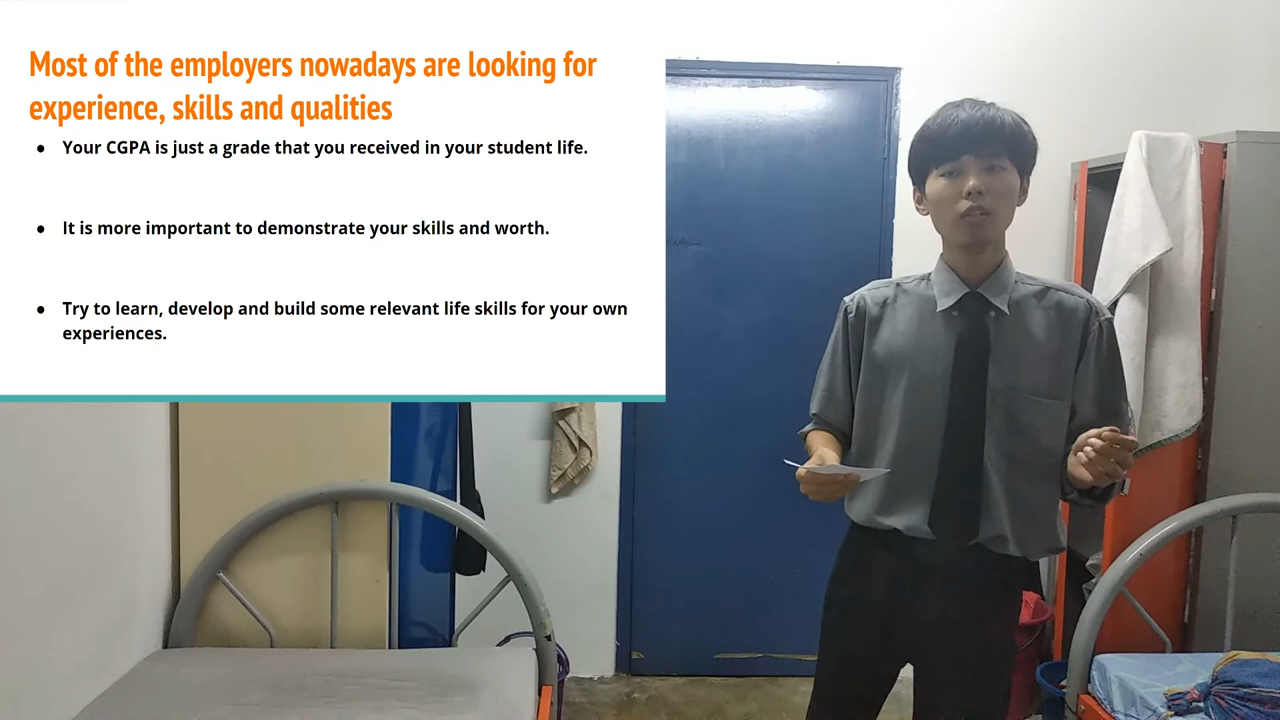 Most of the employers nowadays are looking for
experience, skills and qualities
● Your CGPA is just a grade that you received in your student life.
● It is more important to demonstrate your skills and worth.
● Try to learn, develop and build some relevant life skills for your own
experiences.